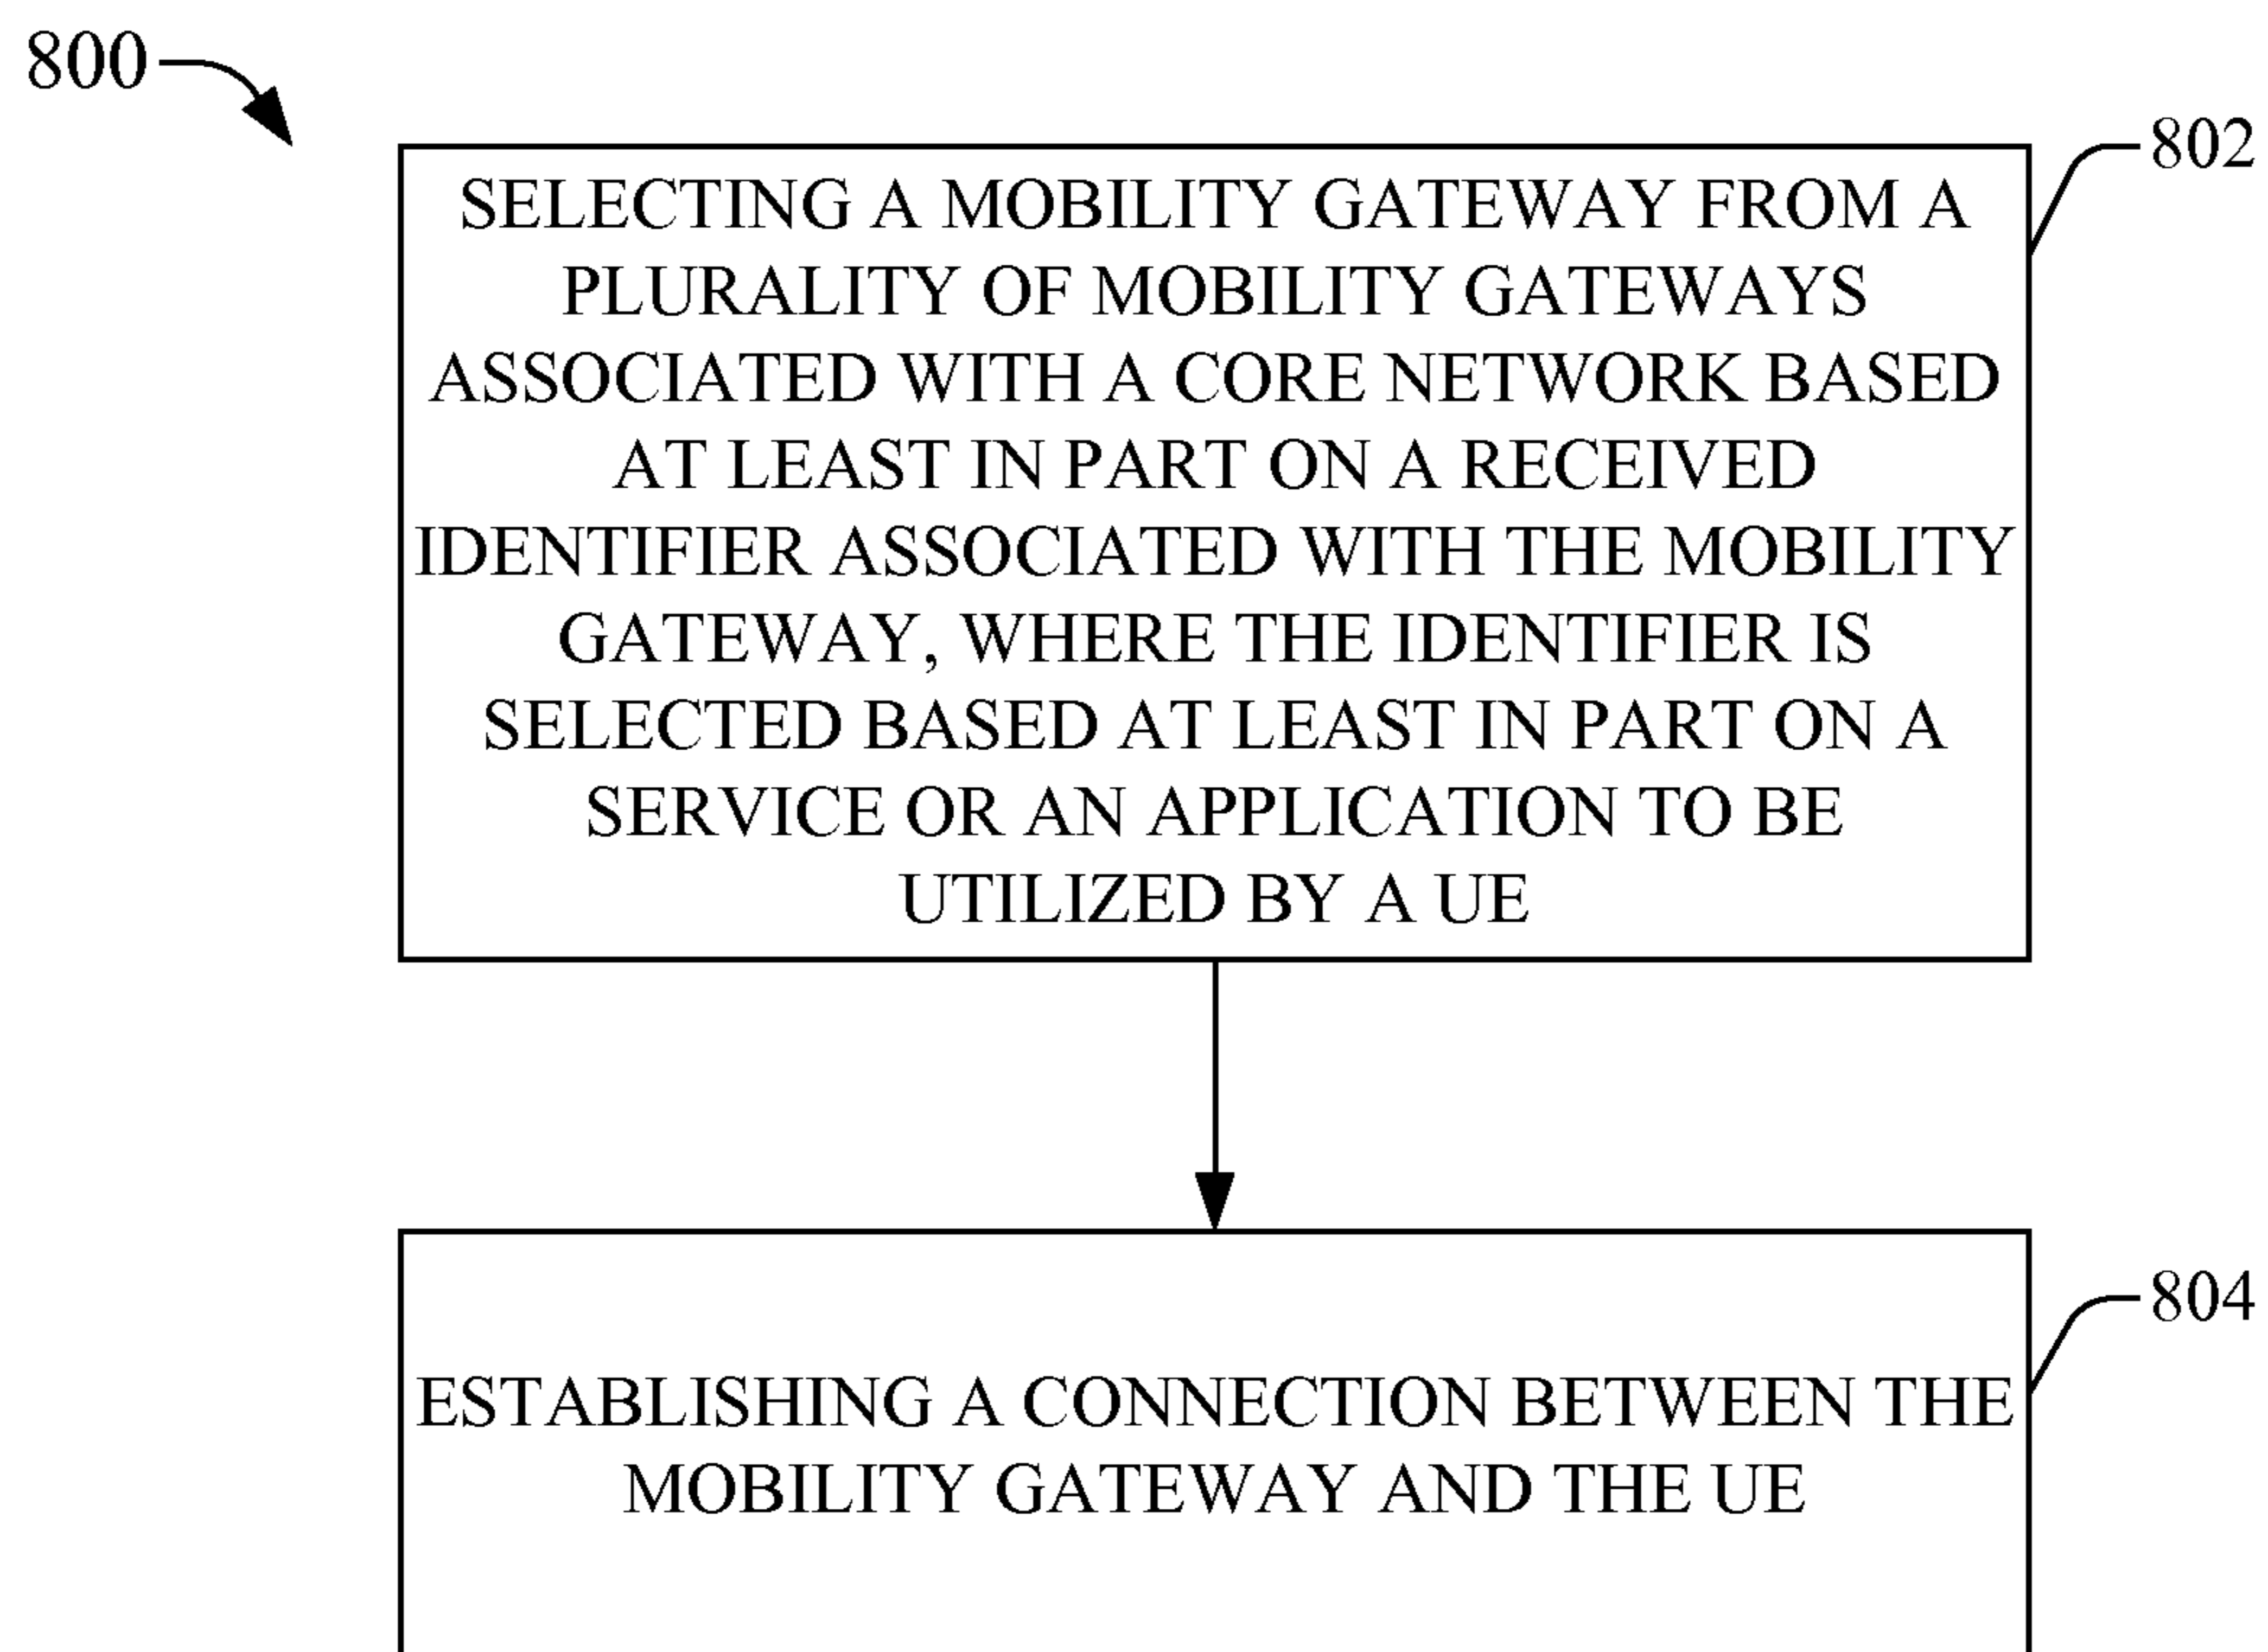 800
802
SELECTING A MOBILITY GATEWAY FROM A
PLURALITY OF MOBILITY GATEWAYS
ASSOCIATED WITH A CORE NETWORK BASED
AT LEAST IN PART ON A RECEIVED
IDENTIFIER ASSOCIATED WITH THE MOBILITY
GATEWAY, WHERE THE IDENTIFIER IS
SELECTED BASED AT LEAST IN PART ON A
SERVICE OR AN APPLICATION TO BE
UTILIZED BY A UE
804
ESTABLISHING A CONNECTION BETWEEN THE
MOBILITY GATEWAY AND THE UE